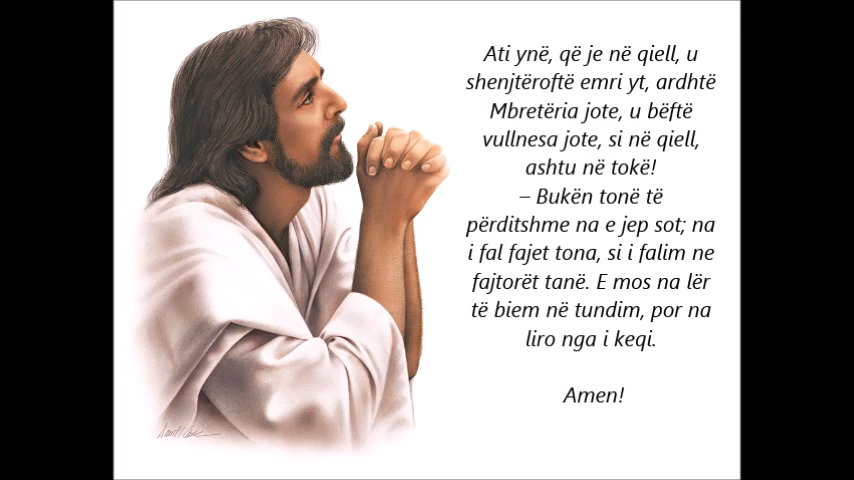 Ati ynë, që je në qiell, u
shenjtëroftë emri yt, ardhtë
Mbretëria jote, u bëftë
vullnesa jote, si në qiell,
ashtu në tokë!
– Bukën tonë të
përditshme na e jep sot; na
i fal fajet tona, si i falim ne
fajtorët tanë. E mos na lër
të biem në tundim, por na
liro nga i keqi.
Amen!